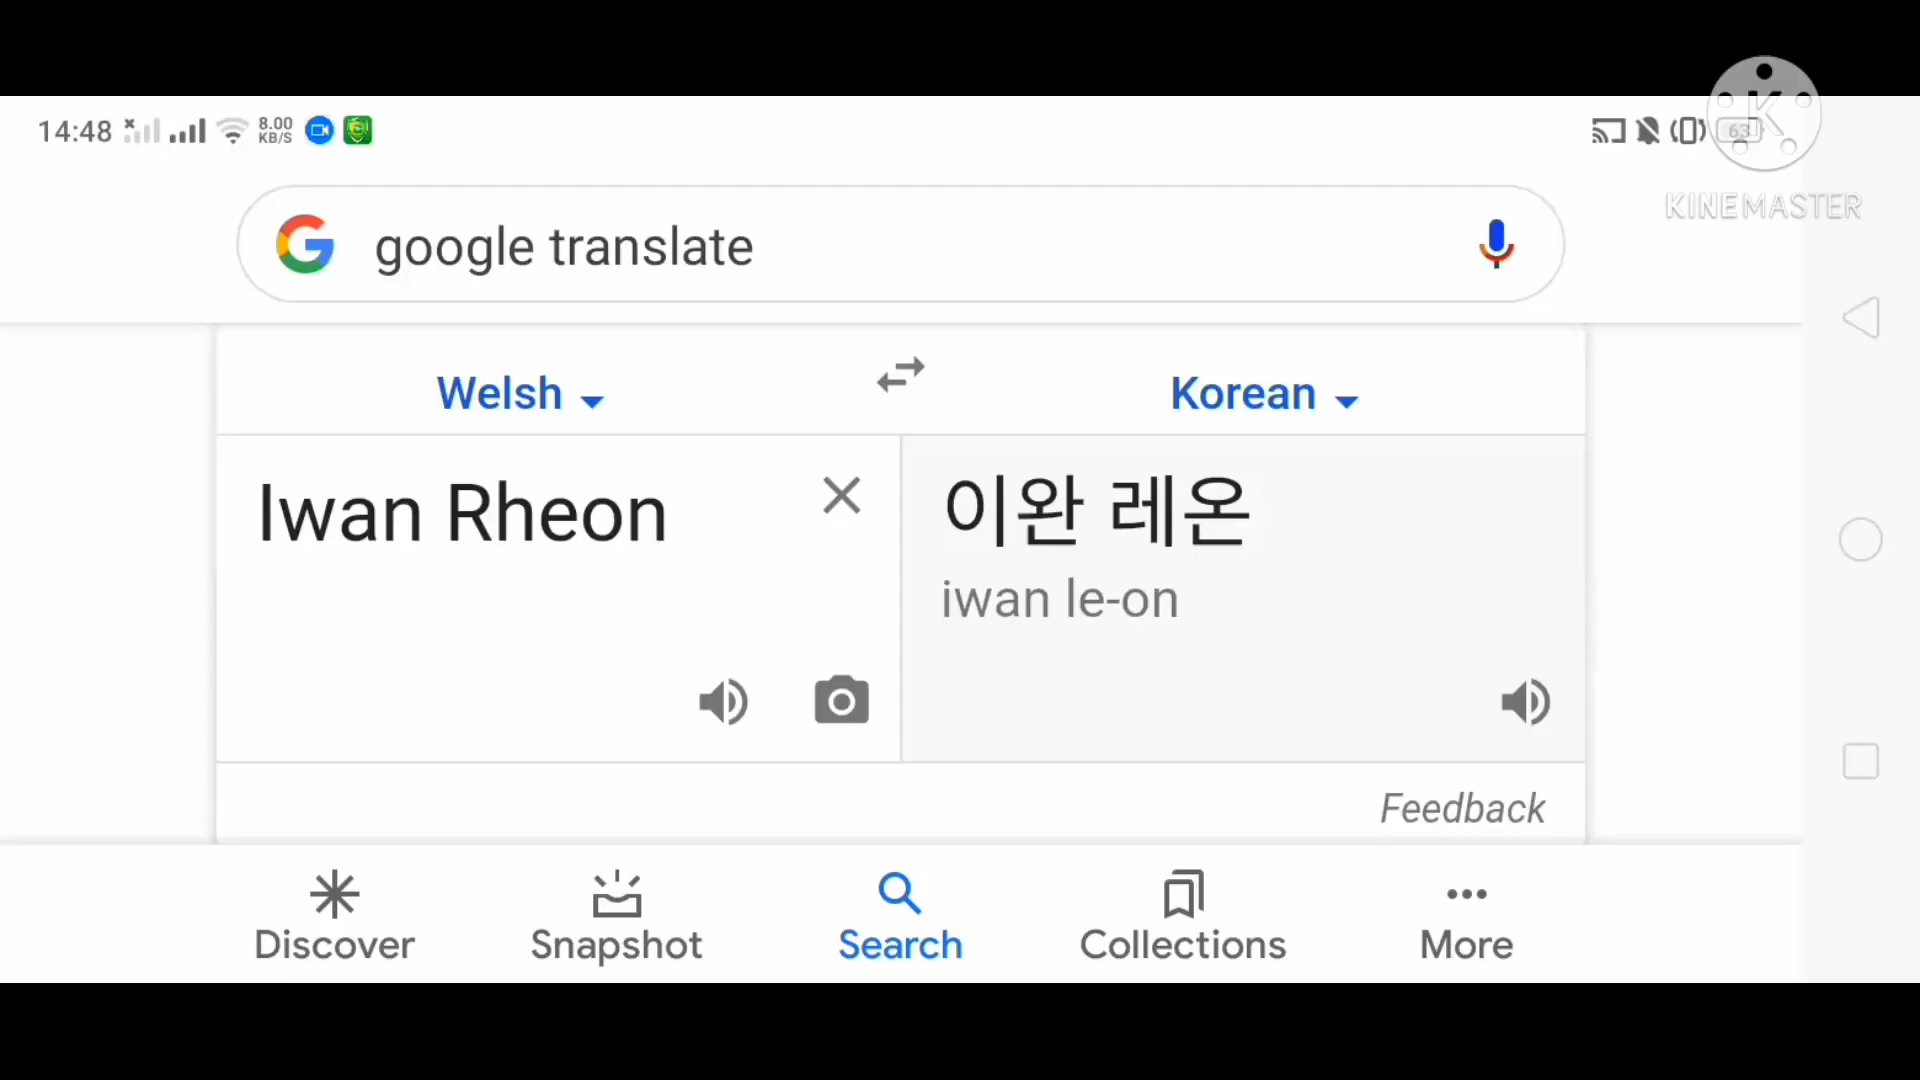 14:48 8.00 KB/S 63
KINEMASTER
google translate
Welsh Korean
Iwan Rheon
이완 레온
iwan le-on
Feedback
Discover Snapshot Search Collections More